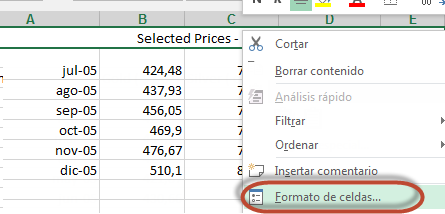 N K
A B C D E
Selected Prices -
jul-05 424,48 7
ago-05 437,93 7
sep-05 456,05 7
oct-05 469,9 7
nov-05 476,67 7
dic-05 510,1 8
Cortar
Borrar contenido
Análisis rápido
Filtrar
Ordenar
Insertar comentario
Formato de celdas...